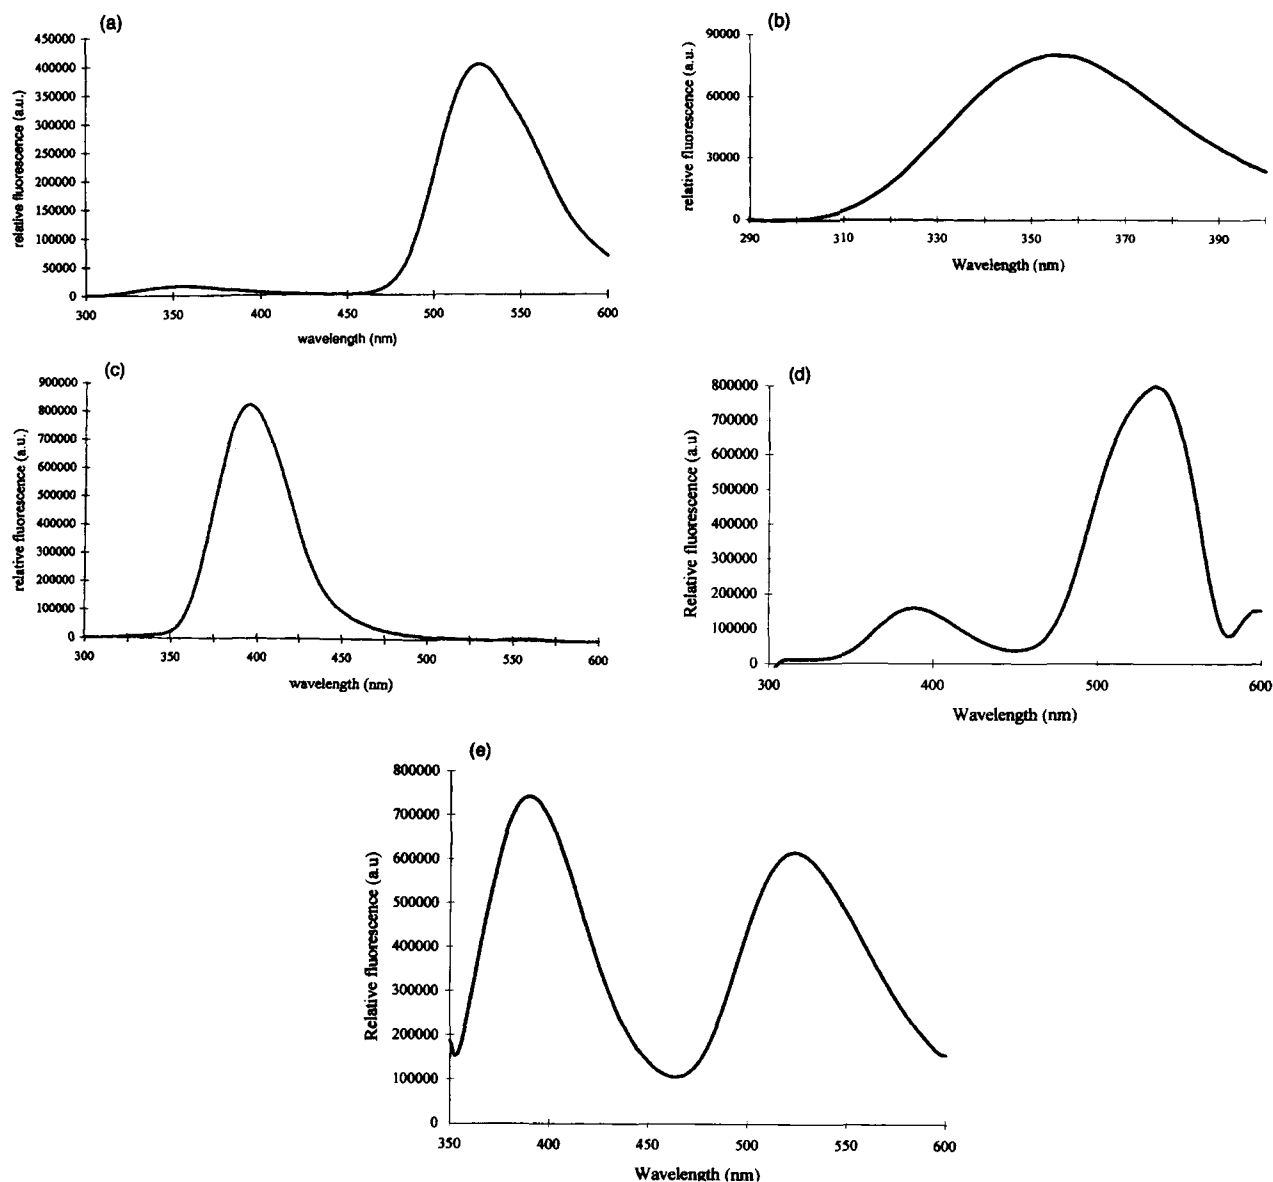 (a)
450000
400000
350000
300000
250000
200000
150000
100000
50000
0
relative fluorescence (a.u.)
300 350 400 450 500 550 600
wavelength (nm)
(b)
90000
60000
30000
0
relative fluorescence (a.u.)
290 310 330 350 370 390
Wavelength (nm)
(c)
900000
800000
700000
600000
500000
400000
300000
200000
100000
0
relative fluorescence (a.u.)
300 350 400 450 500 550 600
wavelength (nm)
(d)
800000
700000
600000
500000
400000
300000
200000
100000
0
Relative fluorescence (a.u)
300 400 500 600
Wavelength (nm)
(e)
800000
700000
600000
500000
400000
300000
200000
100000
0
Relative fluorescence (a.u)
350 400 450 500 550 600
Wavelength (nm)